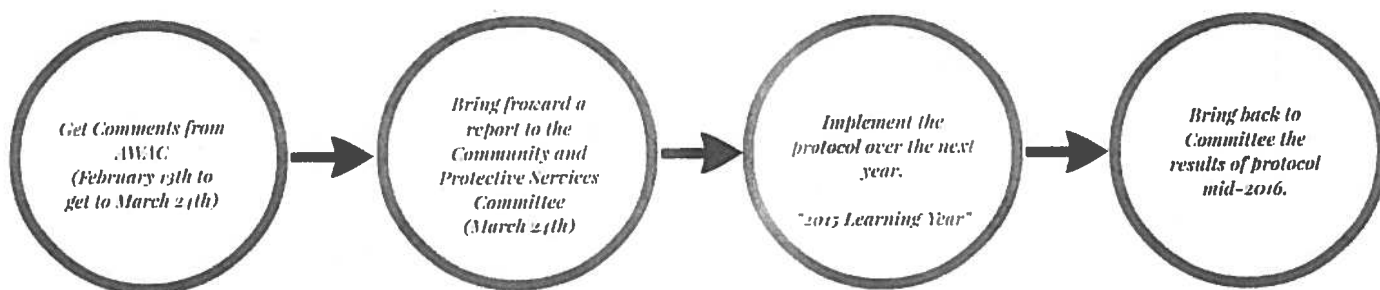 Get Comments from
AWAC
(February 13th to
get to March 24th)
Bring froward a
report to the
Community and
Protective Services
Committee
(March 24th)
Implement the
protocol over the next
year.
"2015 Learning Year"
Bring back to
Committee the
results of protocol
mid-2016.